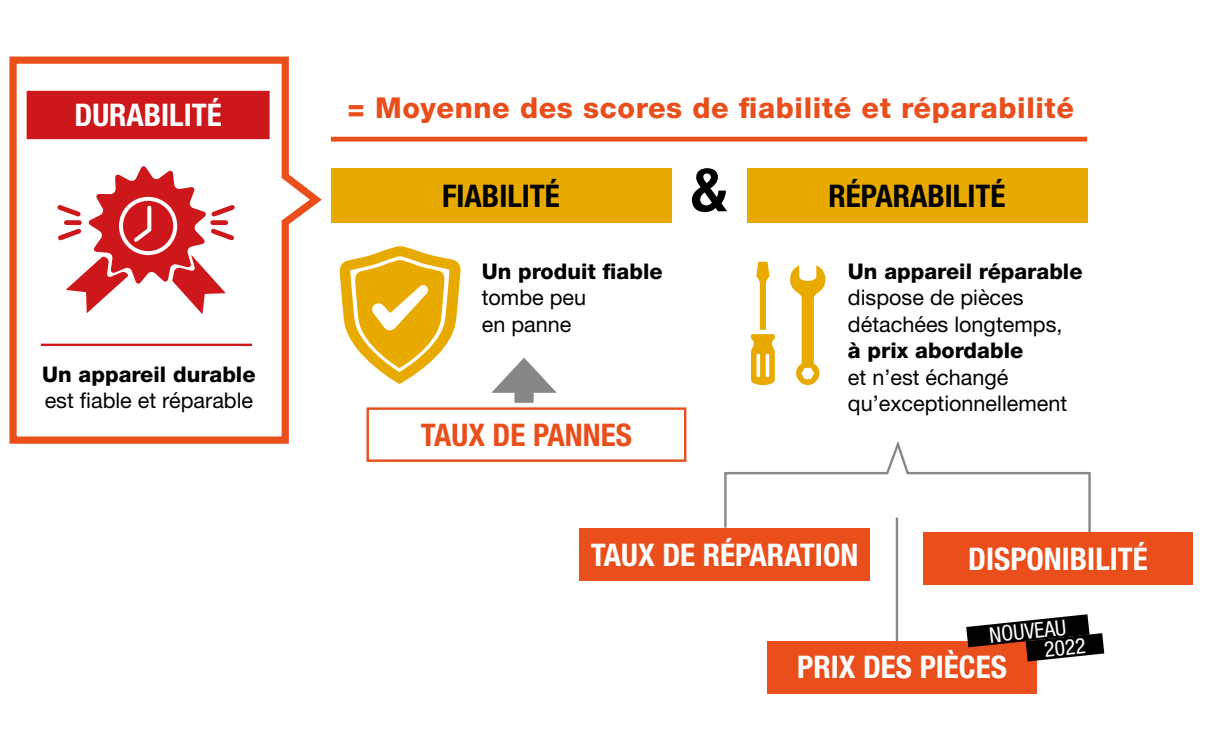 DURABILITÉ
Un appareil durable
est fiable et réparable
= Moyenne des scores de fiabilité et réparabilité
FIABILITÉ
&
RÉPARABILITÉ
Un produit fiable
tombe peu
en panne
TAUX DE PANNES
Un appareil réparable
dispose de pièces
détachées longtemps,
à prix abordable
et n’est échangé
qu’exceptionnellement
TAUX DE RÉPARATION
DISPONIBILITÉ
NOUVEAU
2022
PRIX DES PIÈCES